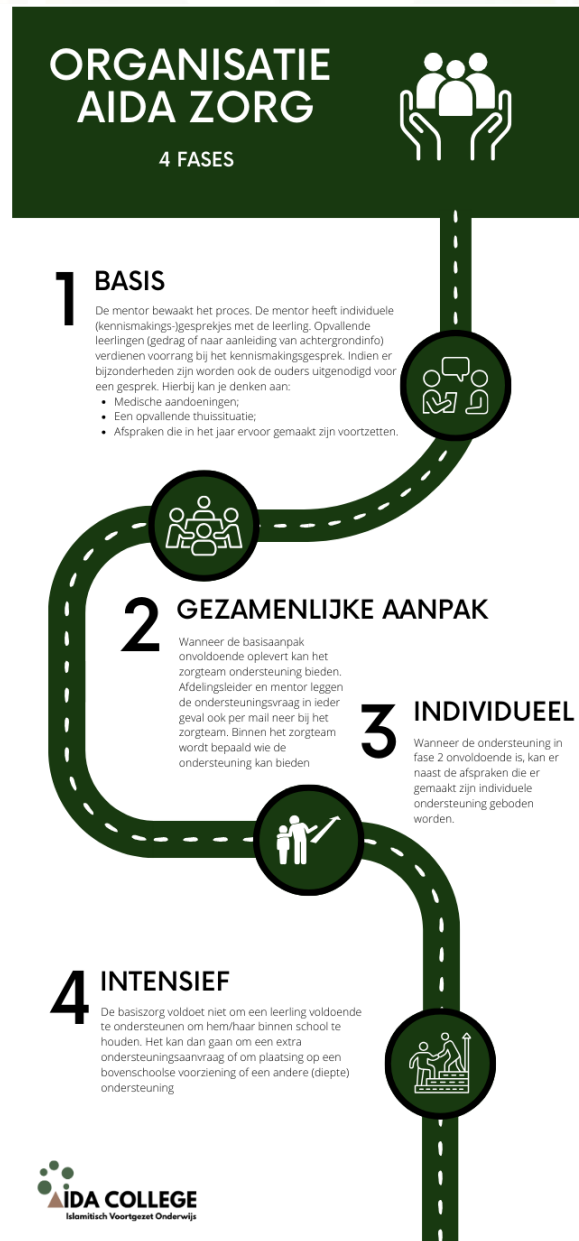 ORGANISATIE
AIDA ZORG
4 FASES
1
BASIS
De mentor bewaakt het proces. De mentor heeft individuele
(kennismakings-)gesprekjes met de leerling. Opvallende
leerlingen (gedrag of naar aanleiding van achtergrondinfo)
verdienen voorrang bij het kennismakingsgesprek. Indien er
bijzonderheden zijn worden ook de ouders uitgenodigd voor
een gesprek. Hierbij kan je denken aan:
• Medische aandoeningen;
• Een opvallende thuissituatie;
• Afspraken die in het jaar ervoor gemaakt zijn voortzetten.
2
GEZAMENLIJKE AANPAK
Wanneer de basisaanpak
onvoldoende oplevert kan het
zorgteam ondersteuning bieden.
Afdelingsleider en mentor leggen
de ondersteuningsvraag in ieder
geval ook per mail neer bij het
zorgteam. Binnen het zorgteam
wordt bepaald wie de
ondersteuning kan bieden
3
INDIVIDUEEL
Wanneer de ondersteuning in
fase 2 onvoldoende is, kan er
naast de afspraken die er
gemaakt zijn individuele
ondersteuning geboden
worden.
4
INTENSIEF
De basiszorg voldoet niet om een leerling voldoende
te ondersteunen om hem/haar binnen school te
houden. Het kan dan gaan om een extra
ondersteuningsaanvraag of om plaatsing op een
bovenschoolse voorziening of een andere (diepte)
ondersteuning
AIDA COLLEGE
Islamitisch Voortgezet Onderwijs